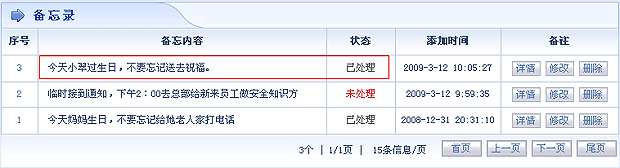 备忘录
序号 备忘内容 状态 添加时间 备注
3 今天小翠过生日,不要忘记送去祝福。 已处理 2009-3-12 10:05:27 详情 修改 删除
2 临时接到通知,下午2:00去总部给新来员工做安全知识方 未处理 2009-3-12 9:59:35 详情 修改 删除
1 今天妈妈生日,不要忘记给她老人家打电话 已处理 2008-12-31 20:31:10 详情 修改 删除
3个 | 1/1页 | 15条信息/页 首页 上一页 下一页 尾页